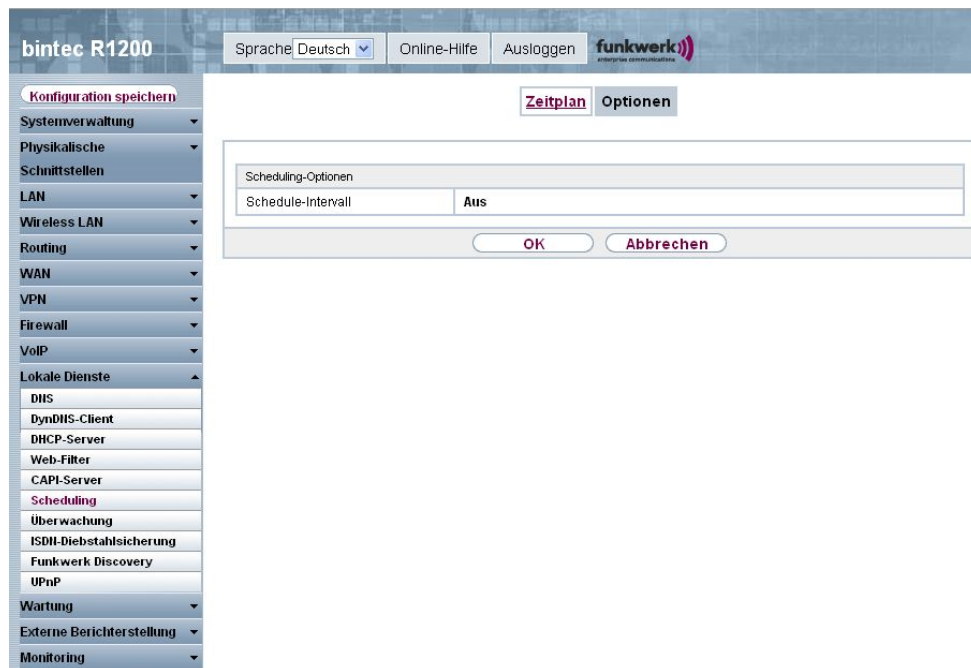 bintec R1200
Sprache Deutsch
Online-Hilfe
Ausloggen
funkwerk
enterprise communications
Konfiguration speichern
Systemverwaltung
Physikalische
Schnittstellen
LAN
Wireless LAN
Routing
WAN
VPN
Firewall
VoIP
Lokale Dienste
DNS
DynDNS-Client
DHCP-Server
Web-Filter
CAPI-Server
Scheduling
Überwachung
ISDN-Diebstahlsicherung
Funkwerk Discovery
UPnP
Wartung
Externe Berichterstellung
Monitoring
Zeitplan
Optionen
Scheduling-Optionen
Schedule-Intervall
Aus
OK
Abbrechen